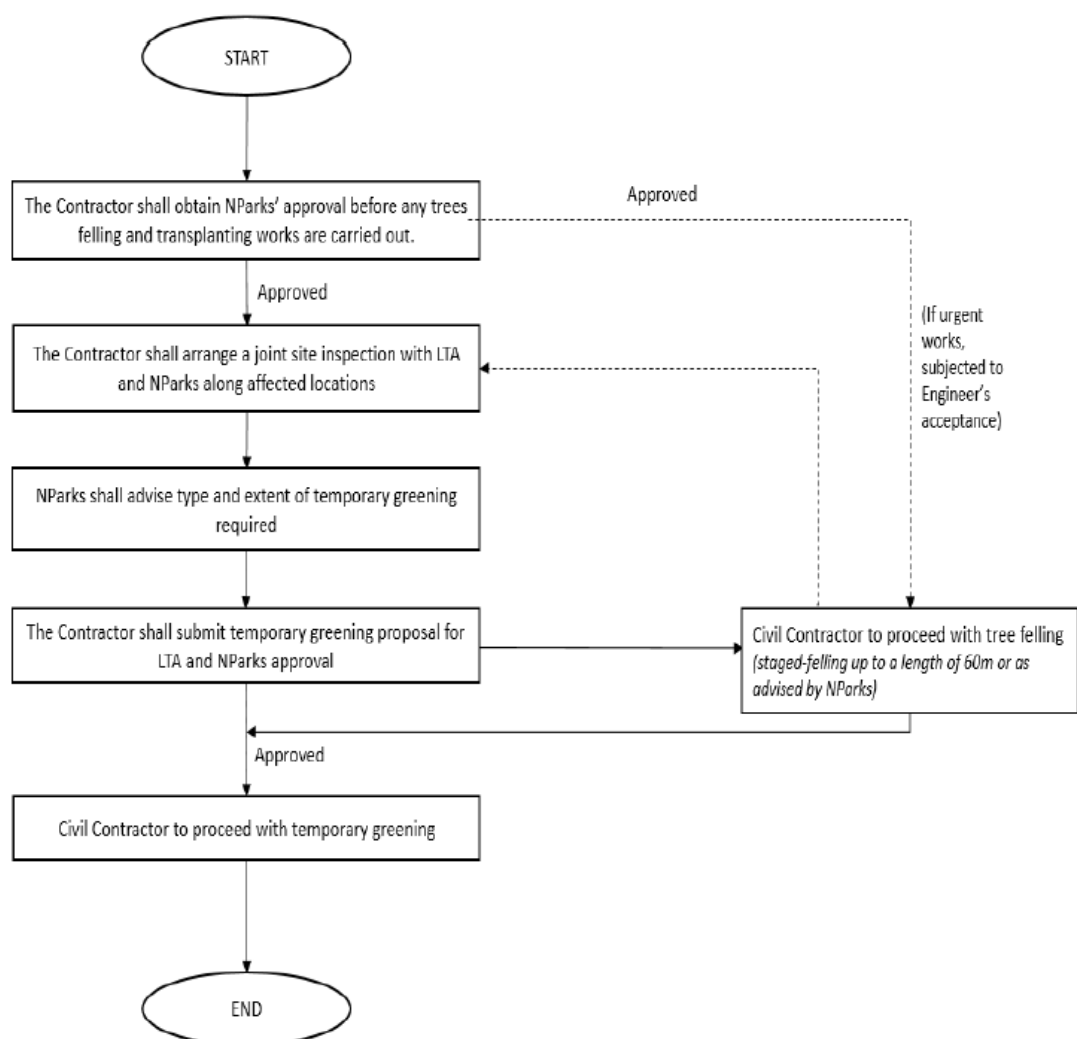 START
The Contractor shall obtain NParks' approval before any trees
felling and transplanting works are carried out.
Approved
Approved
The Contractor shall arrange a joint site inspection with LTA
and NParks along affected locations
(If urgent
works,
subjected to
Engineer's
acceptance)
NParks shall advise type and extent of temporary greening
required
The Contractor shall submit temporary greening proposal for
LTA and NParks approval
Civil Contractor to proceed with tree felling
(staged-felling up to a length of 60m or as
advised by NParks)
Approved
Civil Contractor to proceed with temporary greening
END